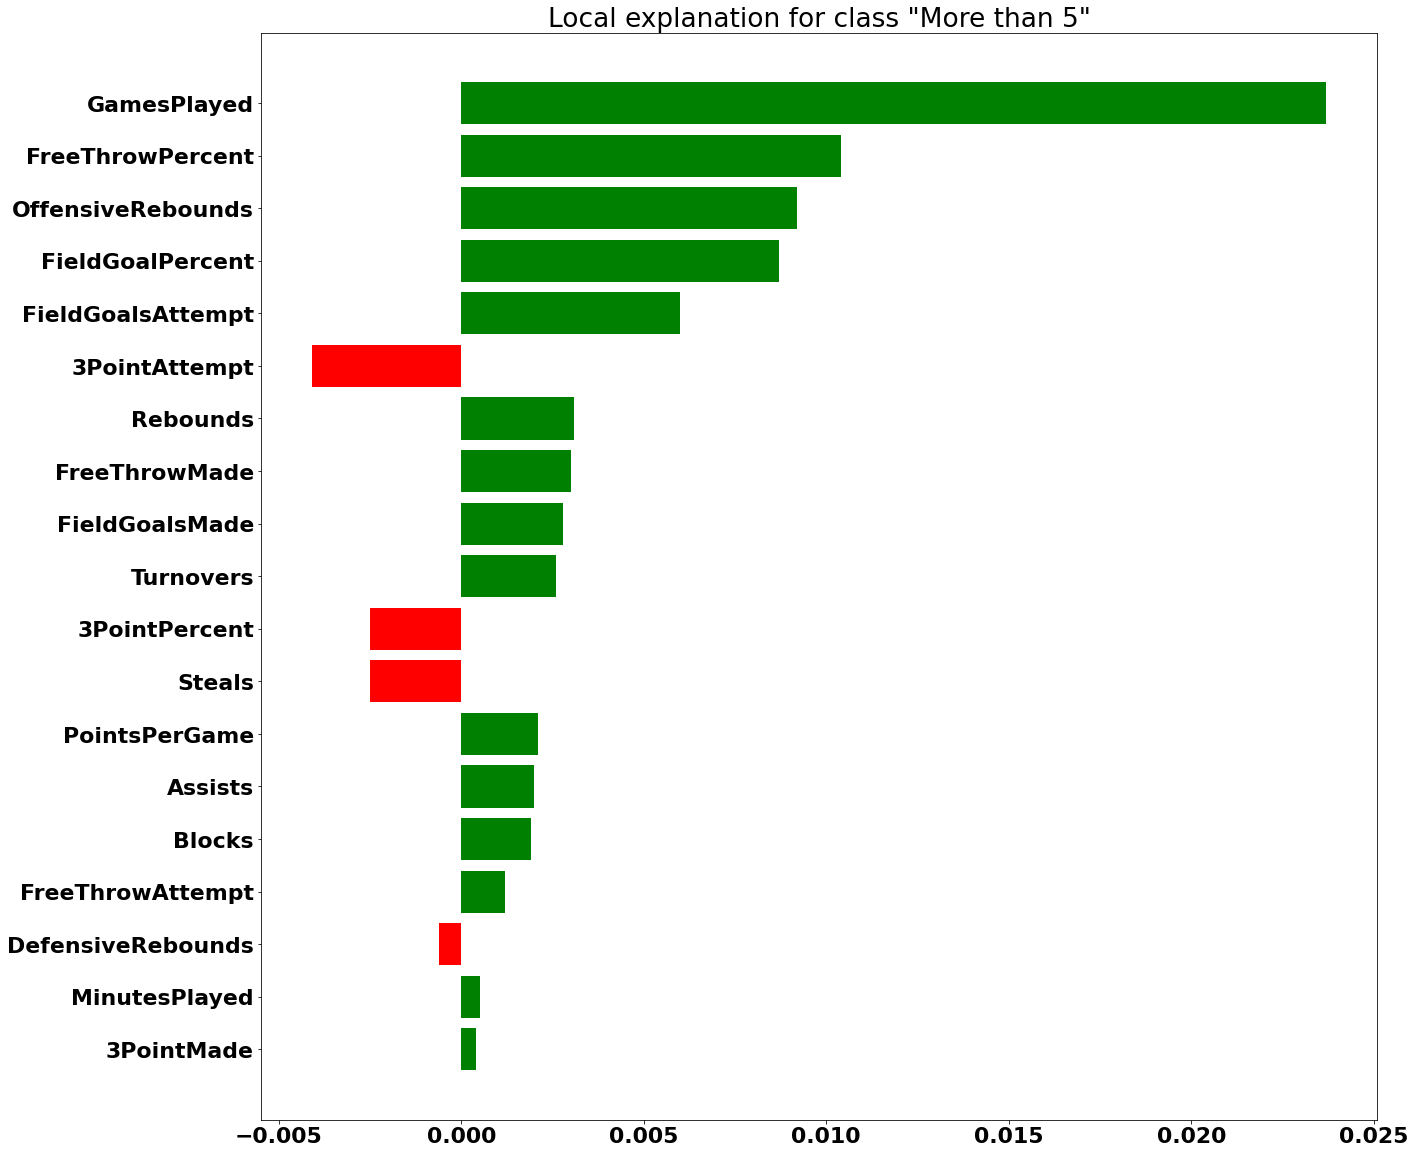 Local explanation for class "More than 5"
GamesPlayed
FreeThrowPercent
OffensiveRebounds
FieldGoalPercent
FieldGoalsAttempt
3PointAttempt
Rebounds
FreeThrowMade
FieldGoalsMade
Turnovers
3PointPercent
Steals
PointsPerGame
Assists
Blocks
FreeThrowAttempt
DefensiveRebounds
MinutesPlayed
3PointMade
−0.005 0.000 0.005 0.010 0.015 0.020 0.025